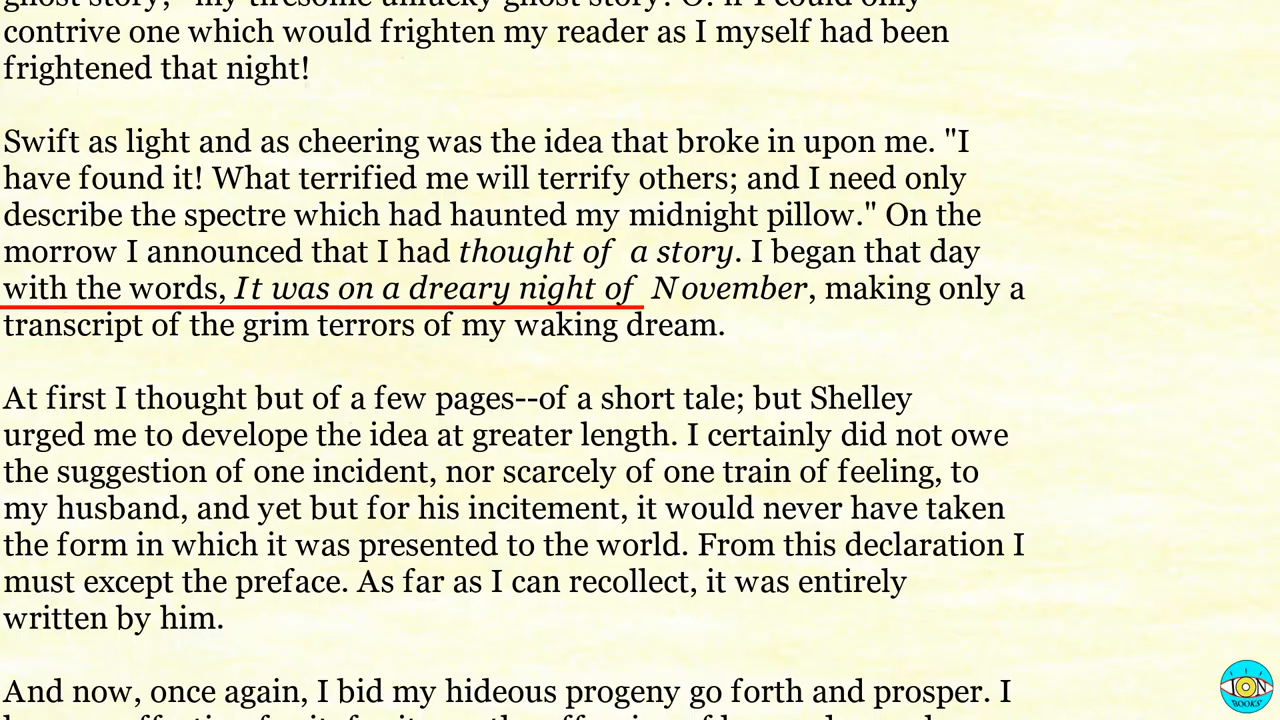 contrive one which would frighten my reader as I myself had been
frightened that night!
Swift as light and as cheering was the idea that broke in upon me. "I
have found it! What terrified me will terrify others; and I need only
describe the spectre which had haunted my midnight pillow." On the
morrow I announced that I had thought of  a story. I began that day
with the words, It was on a dreary night of  November, making only a
transcript of the grim terrors of my waking dream.
At first I thought but of a few pages--of a short tale; but Shelley
urged me to develope the idea at greater length. I certainly did not owe
the suggestion of one incident, nor scarcely of one train of feeling, to
my husband, and yet but for his incitement, it would never have taken
the form in which it was presented to the world. From this declaration I
must except the preface. As far as I can recollect, it was entirely
written by him.
And now, once again, I bid my hideous progeny go forth and prosper. I
ION
BOOKS